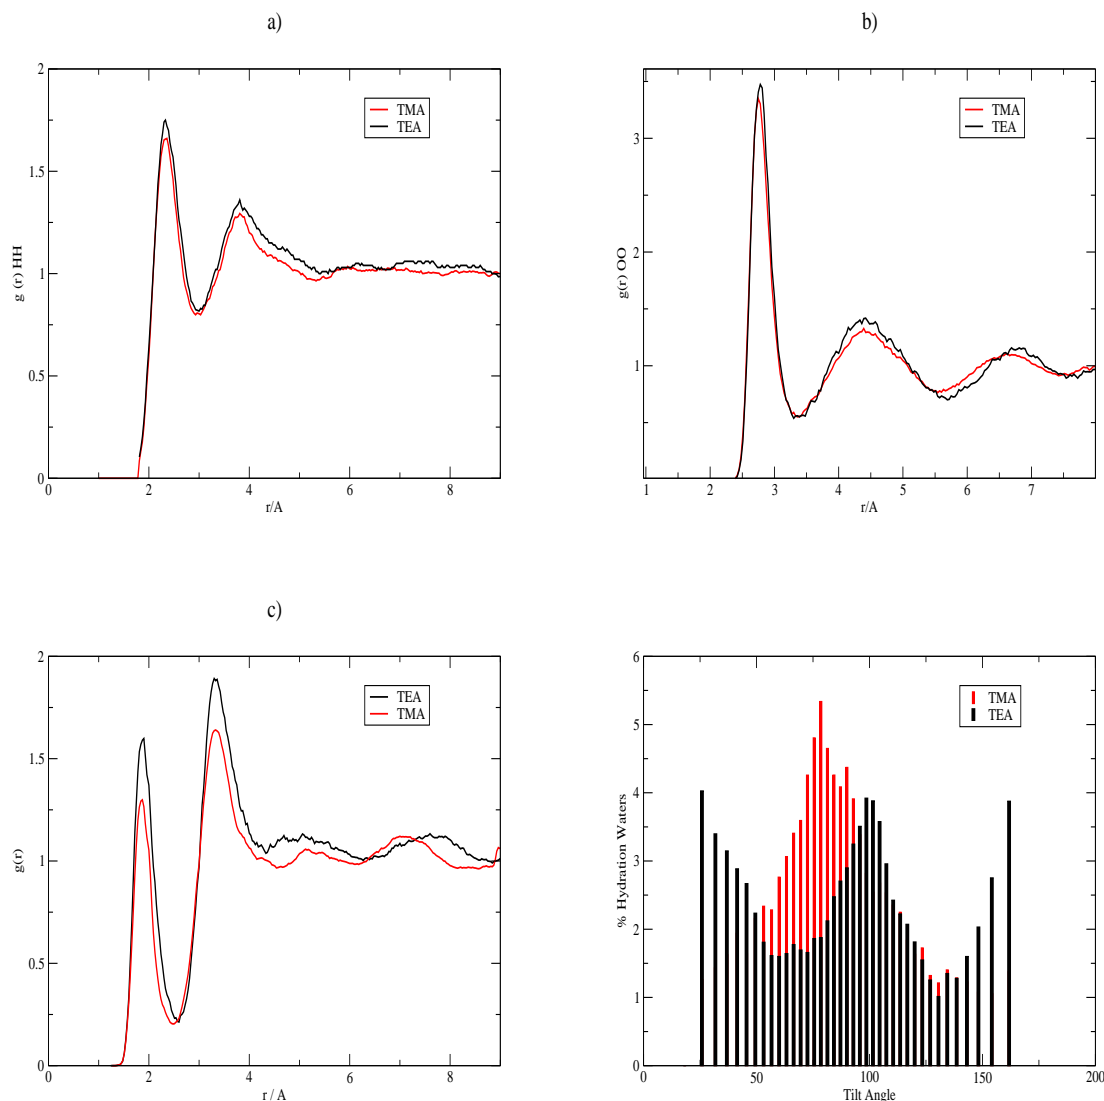 a)
2
1.5
1
0.5
0
g (r) HH
0 2 4 6 8
r/A
TMA
TEA
b)
3
2
1
g(r) OO
1 2 3 4 5 6 7
r/A
TMA
TEA
c)
2
1.5
1
0.5
0
g(r)
0 2 4 6 8
r / A
TEA
TMA
6
5
4
3
2
1
0
% Hydration Waters
0 50 100 150 200
Tilt Angle
TMA
TEA